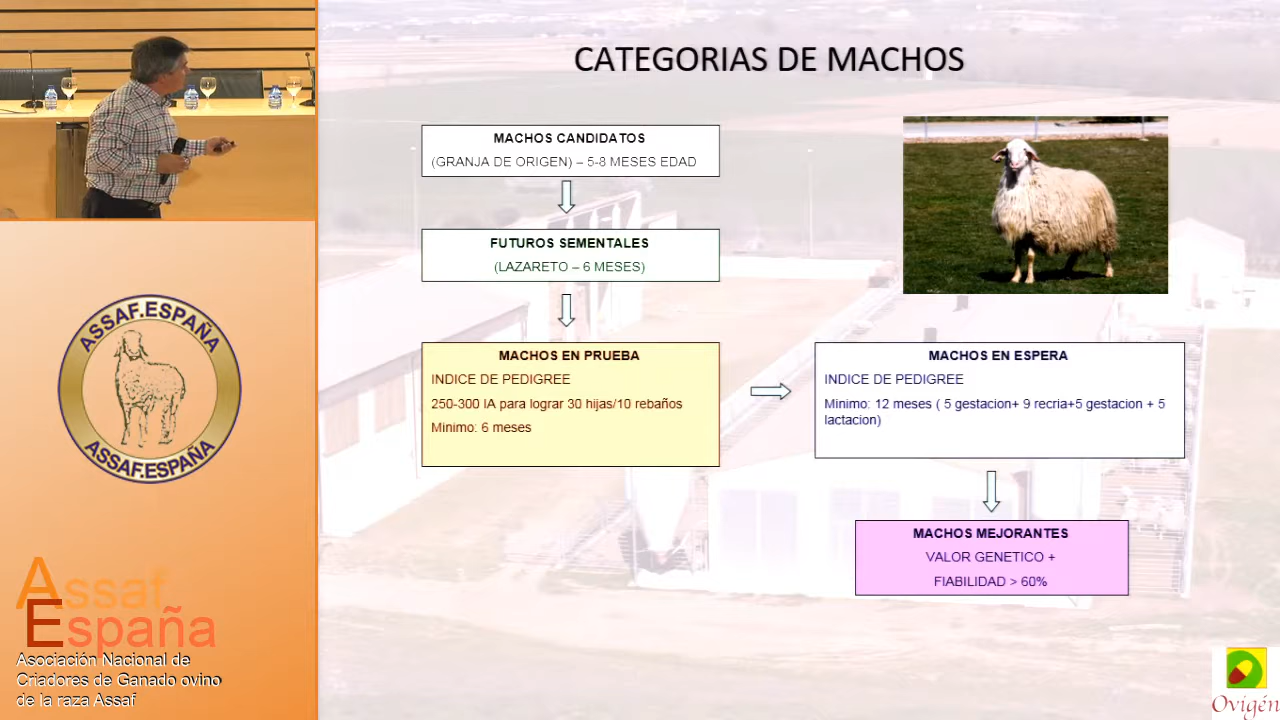 CATEGORIAS DE MACHOS
MACHOS CANDIDATOS
(GRANJA DE ORIGEN) – 5-8 MESES EDAD
FUTUROS SEMENTALES
(LAZARETO – 6 MESES)
MACHOS EN PRUEBA
INDICE DE PEDIGREE
250-300 IA para lograr 30 hijas/10 rebaños
Minimo: 6 meses
MACHOS EN ESPERA
INDICE DE PEDIGREE
Minimo: 12 meses ( 5 gestacion+ 9 recria+5 gestacion + 5
lactacion)
MACHOS MEJORANTES
VALOR GENETICO +
FIABILIDAD > 60%
ASSAF.ESPAÑA
ASSAF.ESPAÑA
Assaf
España
Asociación Nacional de
Criadores de Ganado ovino
de la raza Assaf
Ovigén